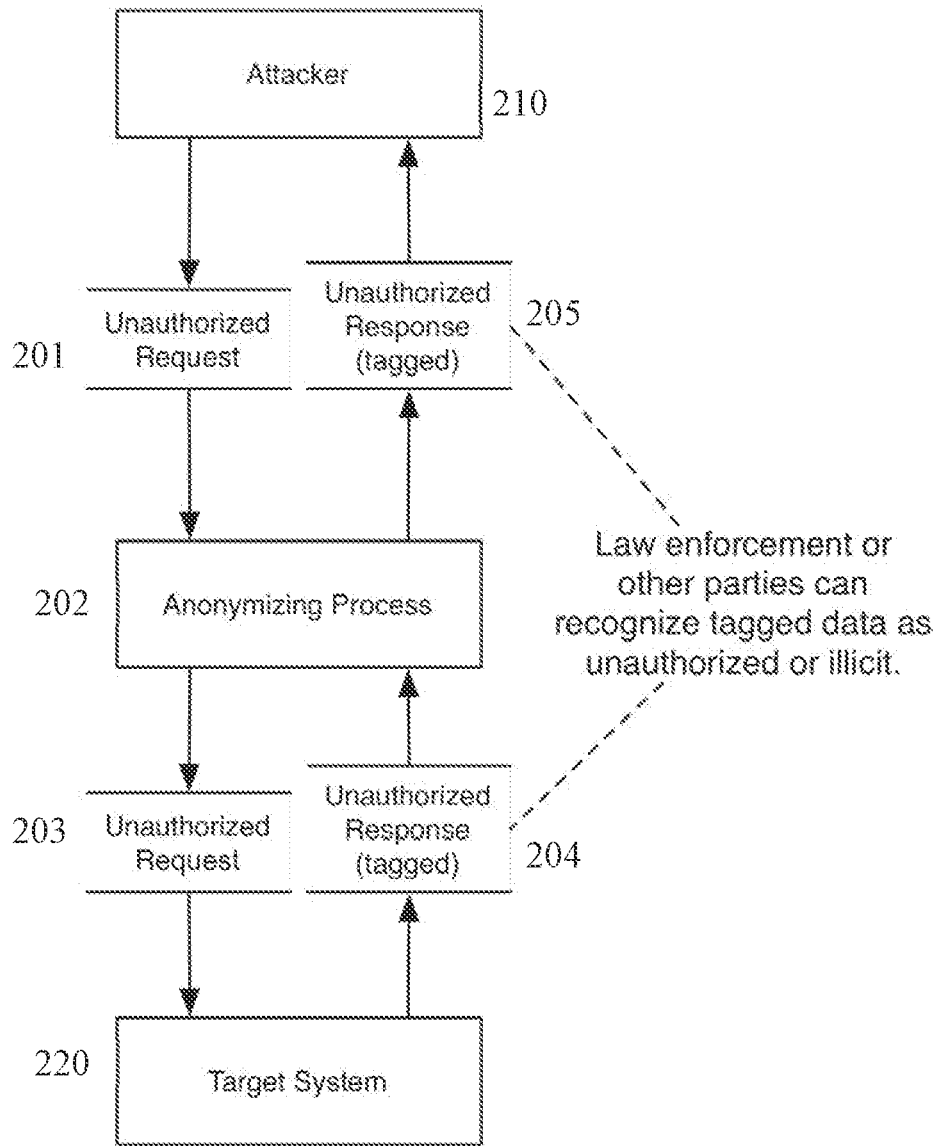 Attacker
210
Unauthorized
Request
201
Unauthorized
Response
(tagged)
205
Law enforcement or
other parties can
recognize tagged data as
unauthorized or illicit.
202
Anonymizing Process
203
Unauthorized
Request
Unauthorized
Response
(tagged)
204
220
Target System